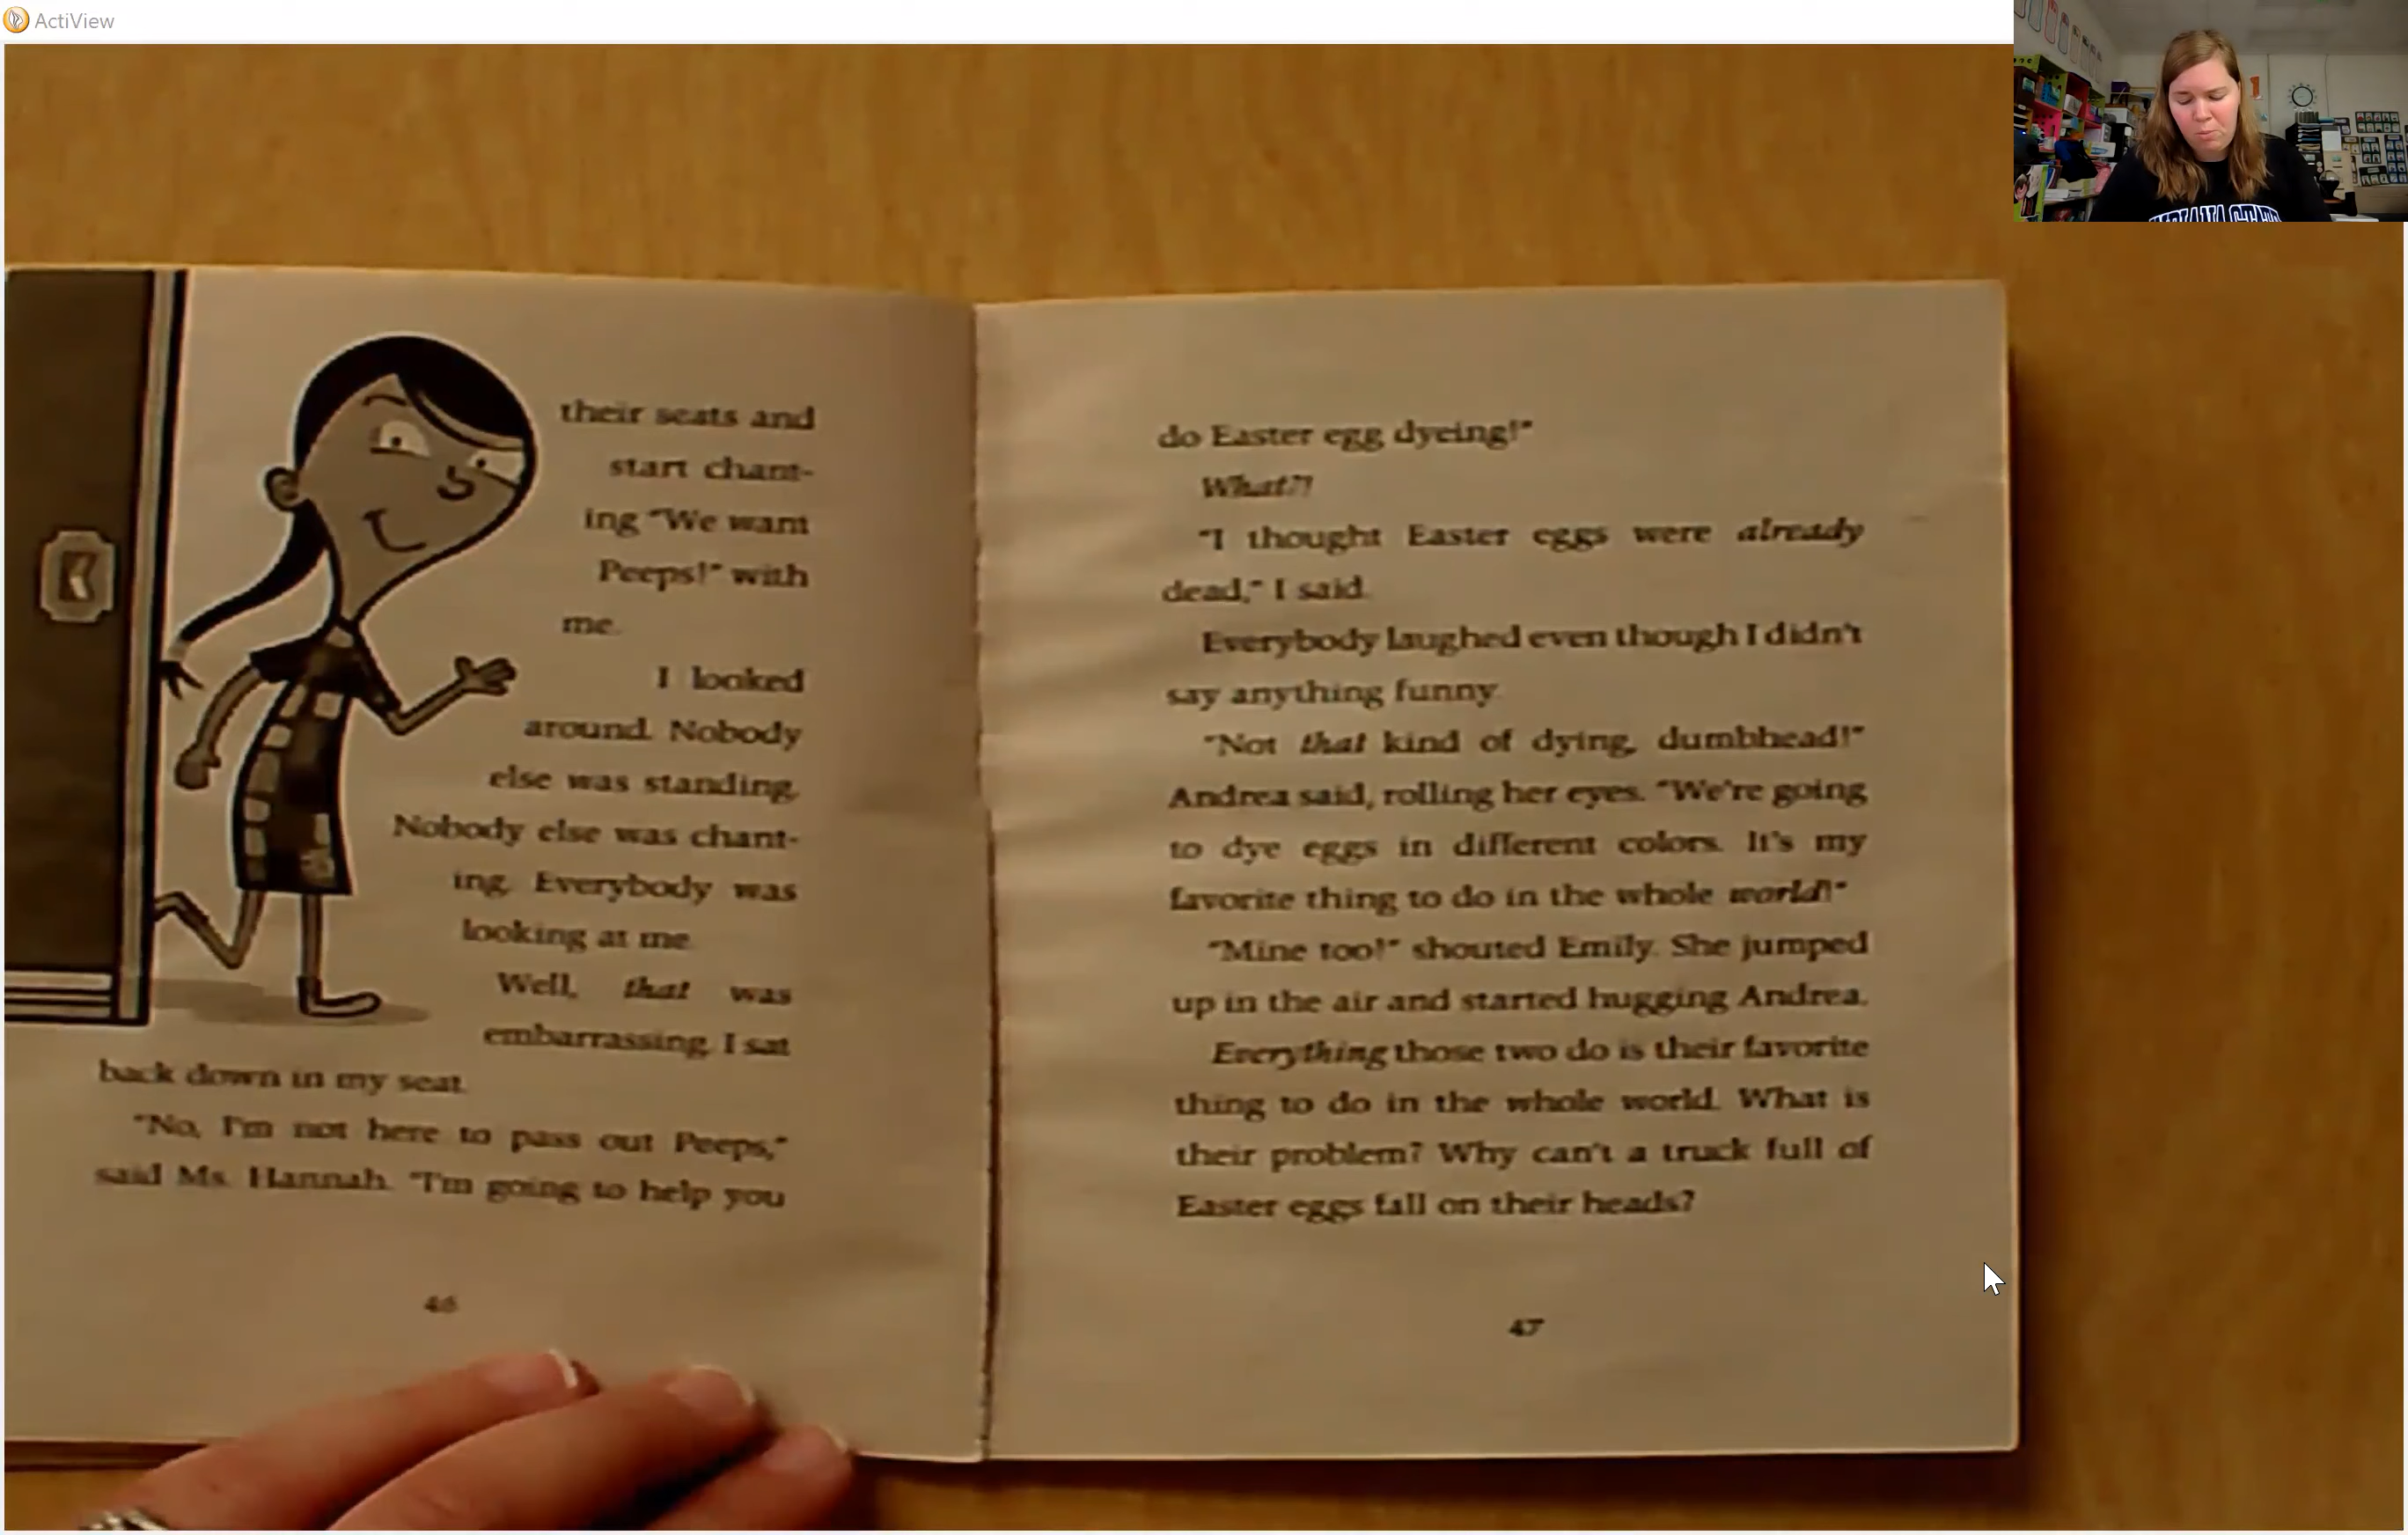 ActiView
their seats and
start chant-
ing "We want
Peeps!" with
me.
I looked
around. Nobody
else was standing.
Nobody else was chant-
ing. Everybody was
looking at me.
Well, that was
embarrassing. I sat
back down in my seat.
"No, I'm not here to pass out Peeps,"
said Ms. Hannah. "I'm going to help you
46
do Easter egg dyeing!"
What?!
"I thought Easter eggs were already
dead," I said.
Everybody laughed even though I didn't
say anything funny.
"Not that kind of dying, dumbhead!"
Andrea said, rolling her eyes. "We're going
to dye eggs in different colors. It's my
favorite thing to do in the whole world!"
"Mine too!" shouted Emily. She jumped
up in the air and started hugging Andrea.
Everything those two do is their favorite
thing to do in the whole world. What is
their problem? Why can't a truck full of
Easter eggs fall on their heads?
47
INDIANA STATE